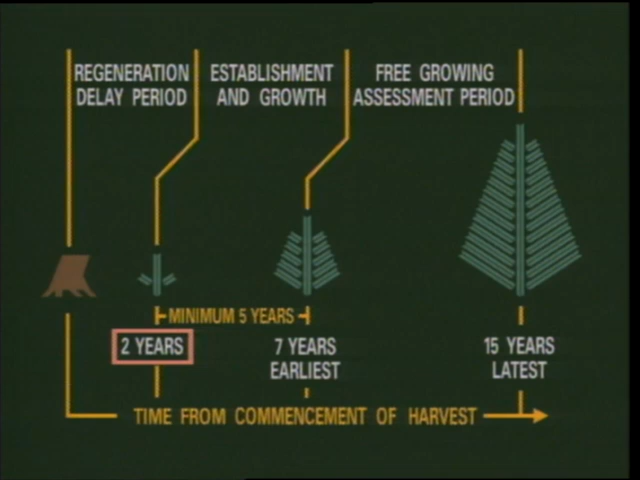 REGENERATION
DELAY PERIOD
ESTABLISHMENT
AND GROWTH
FREE GROWING
ASSESSMENT PERIOD
MINIMUM 5 YEARS
2 YEARS
7 YEARS
EARLIEST
15 YEARS
LATEST
TIME FROM COMMENCEMENT OF HARVEST